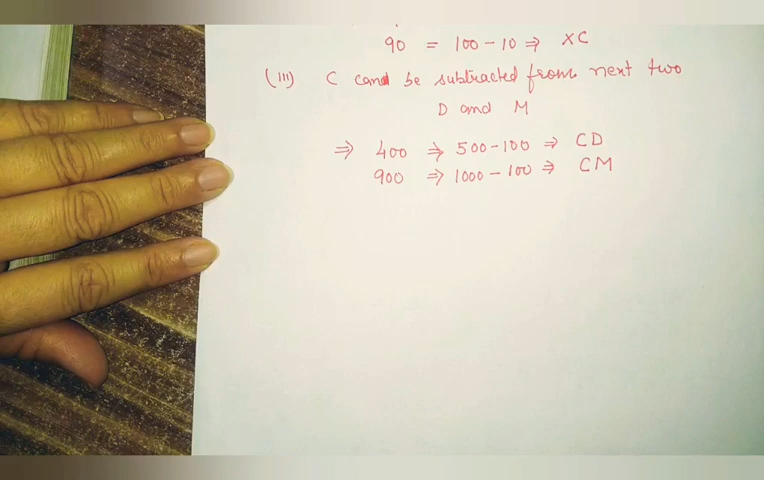 90 = 100 - 10 ⇒ XC
(III) C can be subtracted from next two
D and M
⇒ 400 ⇒ 500 - 100 ⇒ CD
900 ⇒ 1000 - 100 ⇒ CM